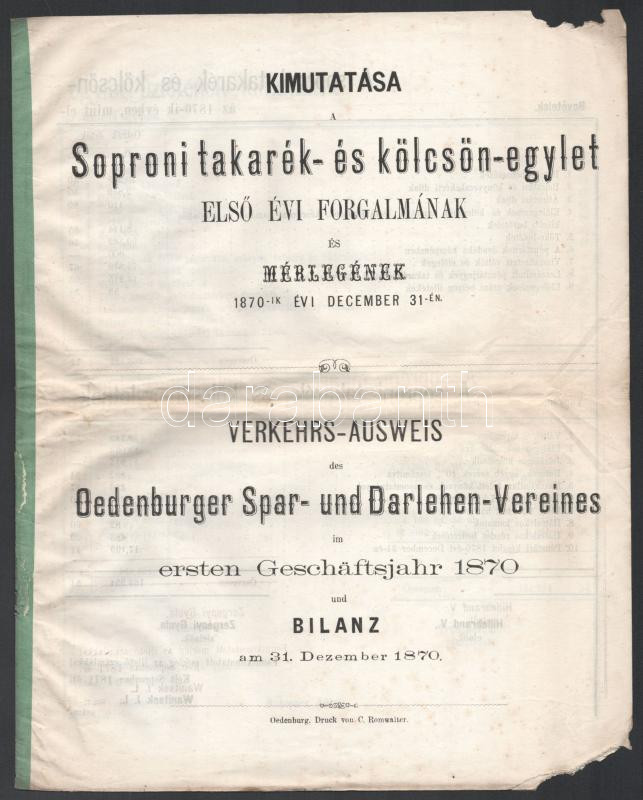 KIMUTATÁSA
A
Soproni takarék- és kölcsön-egylet
ELSŐ ÉVI FORGALMÁNAK
ÉS
MÉRLEGÉNEK
1870-IK ÉVI DECEMBER 31-ÉN.
darabanth
VERKEHRS-AUSWEIS
des
Oedenburger Spar- und Darlehen-Vereines
im
ersten Geschäftsjahr 1870
und
BILANZ
am 31. Dezember 1870.
Oedenburg. Druck von C. Romwalter.